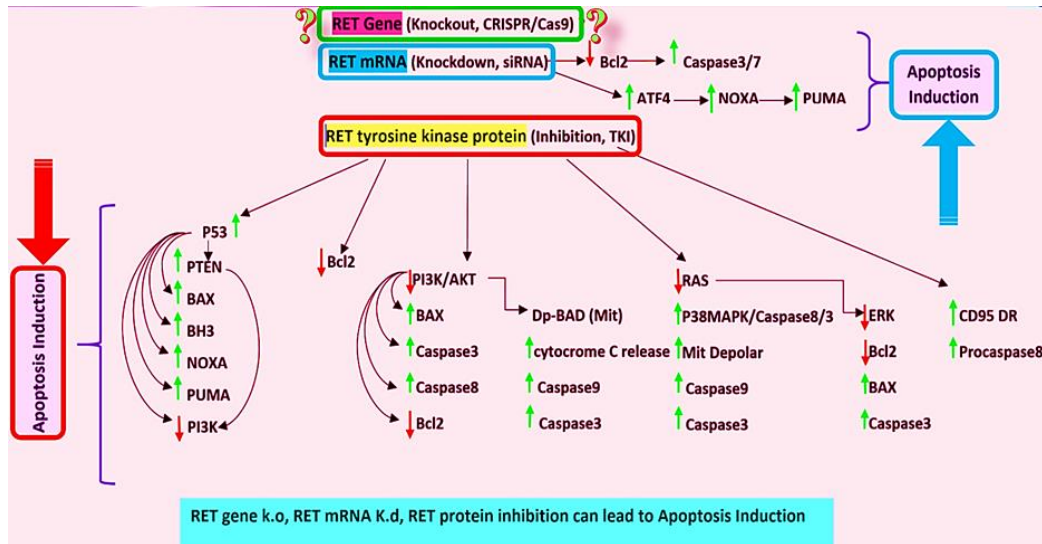 ? RET Gene (Knockout, CRISPR/Cas9) ?
RET mRNA (Knockdown, siRNA)
Bcl2
Caspase3/7
ATF4
NOXA
PUMA
Apoptosis
Induction
RET tyrosine kinase protein (Inhibition, TKI)
Apoptosis Induction
P53
PTEN
BAX
BH3
NOXA
PUMA
PI3K
Bcl2
PI3K/AKT
BAX
Caspase3
Caspase8
Bcl2
Dp-BAD (Mit)
cytocrome C release
Caspase9
Caspase3
RAS
P38MAPK/Caspase8/3
Mit Depolar
Caspase9
Caspase3
ERK
Bcl2
BAX
Caspase3
CD95 DR
Procaspase8
RET gene k.o, RET mRNA K.d, RET protein inhibition can lead to Apoptosis Induction